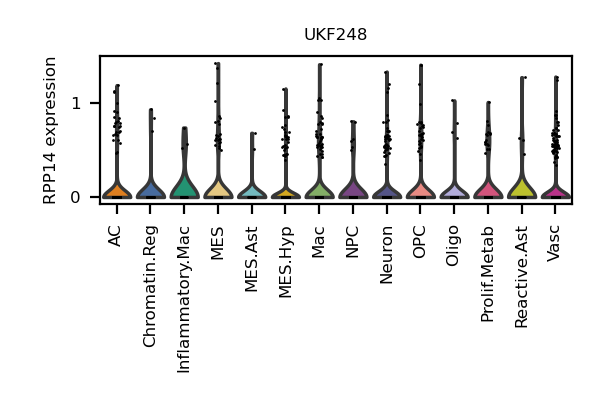 UKF248
RPP14 expression
1
0
AC
Chromatin.Reg
Inflammatory.Mac
MES
MES.Ast
MES.Hyp
Mac
NPC
Neuron
OPC
Oligo
Prolif.Metab
Reactive.Ast
Vasc